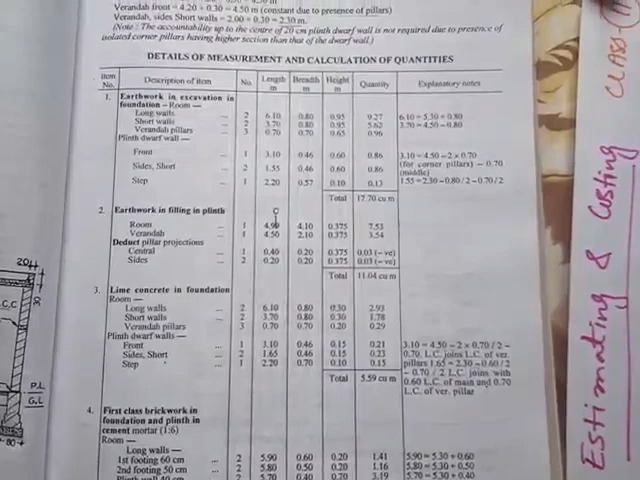 Verandah front = 4.20 + 0.30 = 4.50 m (constant due to presence of pillars)
Verandah, sides Short walls = 2.00 + 0.30 = 2.30 m.
(Note : The accountability up to the centre of 20 cm plinth dwarf wall is not required due to presence of
isolated corner pillars having higher section than that of the dwarf wall.)
DETAILS OF MEASUREMENT AND CALCULATION OF QUANTITIES
Item No. Description of item No. Length m Breadth m Height m Quantity Explanatory notes
1. Earthwork in excavation in
foundation – Room —
Long walls ... 2 6.10 0.80 0.95 9.27 6.10 = 5.30 + 0.80
Short walls ... 2 3.70 0.80 0.95 5.62 3.70 = 4.50 – 0.80
Verandah pillars ... 3 0.70 0.70 0.65 0.96
Plinth dwarf wall —
Front ... 1 3.10 0.46 0.60 0.86 3.10 = 4.50 – 2 × 0.70
(for corner pillars) – 0.70
Sides, Short ... 2 1.55 0.46 0.60 0.86 (middle)
Step ... 1 2.20 0.57 0.10 0.13 1.55 = 2.30 – 0.80/2 – 0.70/2
Total 17.70 cu m
2. Earthwork in filling in plinth
Room ... 1 4.90 4.10 0.375 7.53
Verandah ... 1 4.50 2.10 0.375 3.54
Deduct pillar projections
Central ... 1 0.40 0.20 0.375 0.03 (– ve)
Sides ... 2 0.20 0.20 0.375 0.03 (– ve)
Total 11.04 cu m
3. Lime concrete in foundation
Room —
Long walls ... 2 6.10 0.80 0.30 2.93
Short walls ... 2 3.70 0.80 0.30 1.78
Verandah pillars ... 3 0.70 0.70 0.20 0.29
Plinth dwarf walls —
Front ... 1 3.10 0.46 0.15 0.21 3.10 = 4.50 – 2 × 0.70/2 –
Sides, Short ... 2 1.65 0.46 0.15 0.23 0.70, L.C. joins L.C. of ver.
Step ... 1 2.20 0.70 0.10 0.15 pillars 1.65 = 2.30 – 0.60/2
– 0.70/2 L.C. joins with
Total 5.59 cu m 0.60 L.C. of main and 0.70
L.C. of ver. pillar
4. First class brickwork in
foundation and plinth in
cement mortar (1:6)
Room —
Long walls —
1st footing 60 cm ... 2 5.90 0.60 0.20 1.41 5.90 = 5.30 + 0.60
2nd footing 50 cm ... 2 5.80 0.50 0.20 1.16 5.80 = 5.30 + 0.50
Plinth wall 40 cm 2 5.70 0.40 0.70 3.19 5.70 = 5.30 + 0.40
20
30
C.C
P.L.
G.L
80
Estimating & Costing
CLASS-